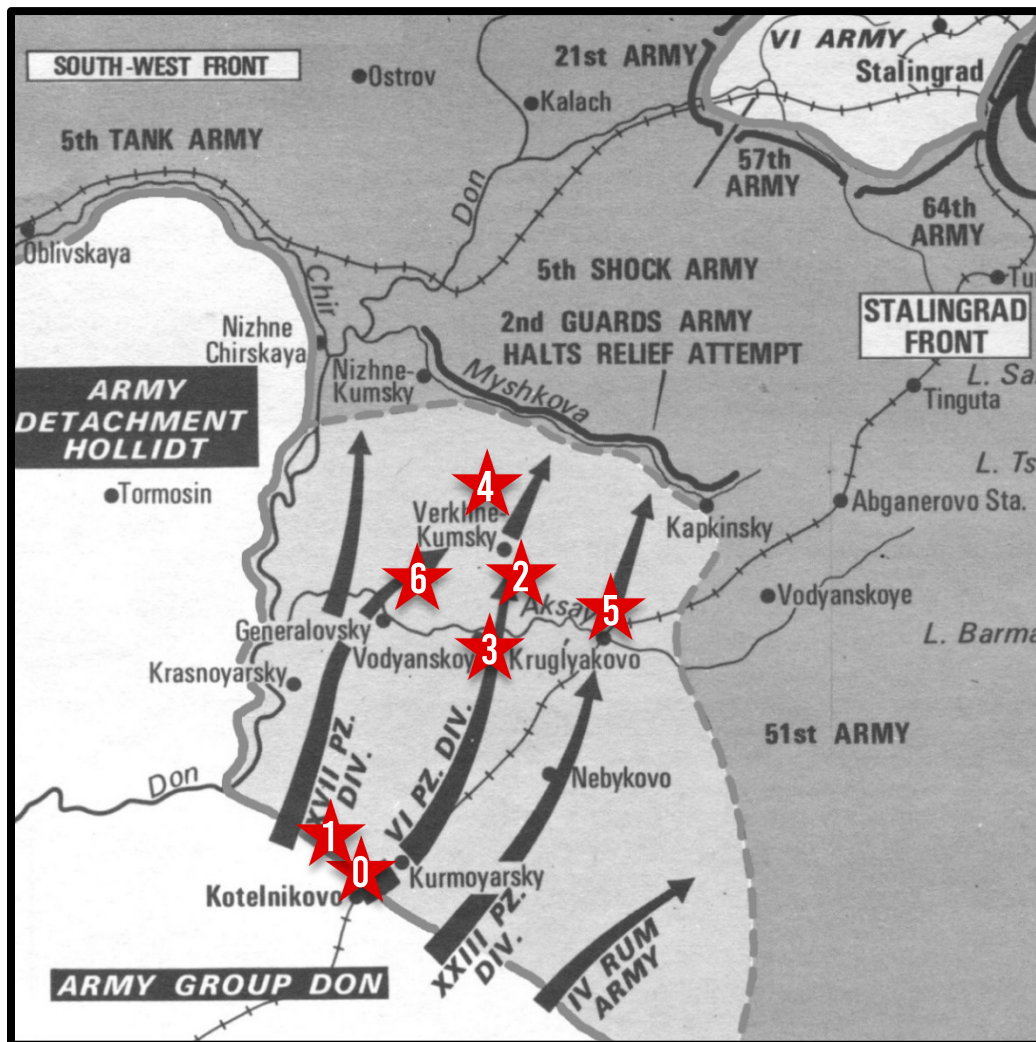 SOUTH-WEST FRONT
Ostrov
21st ARMY
VI ARMY
Stalingrad
Kalach
5th TANK ARMY
57th
ARMY
Don
64th
ARMY
Oblivskaya
5th SHOCK ARMY
Chir
STALINGRAD
FRONT
Nizhne
Chirskaya
2nd GUARDS ARMY
HALTS RELIEF ATTEMPT
Nizhne-
Kumsky
Myshkova
ARMY
DETACHMENT
HOLLIDT
Tinguta
Tormosin
4
Verkhne-
Kumsky
Kapkinsky
Abganerovo Sta.
6
2
5
Aksay
Vodyanskoye
Generalovsky
3
Kruglyakovo
Krasnoyarsky
51st ARMY
Don
XVII PZ.
DIV.
VI PZ. DIV.
Nebykovo
1
0
Kurmoyarsky
Kotelnikovo
XXIII PZ.
DIV.
IV RUM
ARMY
ARMY GROUP DON